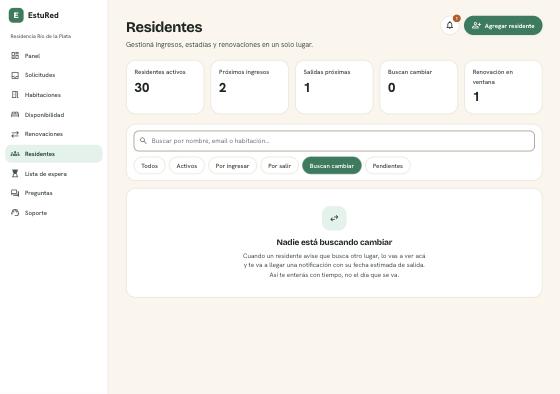 E EstuRed
Residencia Río de la Plata
Panel
Solicitudes
Habitaciones
Disponibilidad
Renovaciones
Residentes
Lista de espera
Preguntas
Soporte
Residentes
Gestioná ingresos, estadías y renovaciones en un solo lugar.
Agregar residente
Residentes activos
30
Próximos ingresos
2
Salidas próximas
1
Buscan cambiar
0
Renovación en
ventana
1
Buscar por nombre, email o habitación...
Todos Activos Por ingresar Por salir Buscan cambiar Pendientes
Nadie está buscando cambiar
Cuando un residente avise que busca otro lugar, lo vas a ver acá
y te va a llegar una notificación con su fecha estimada de salida.
Así te enterás con tiempo, no el día que se va.